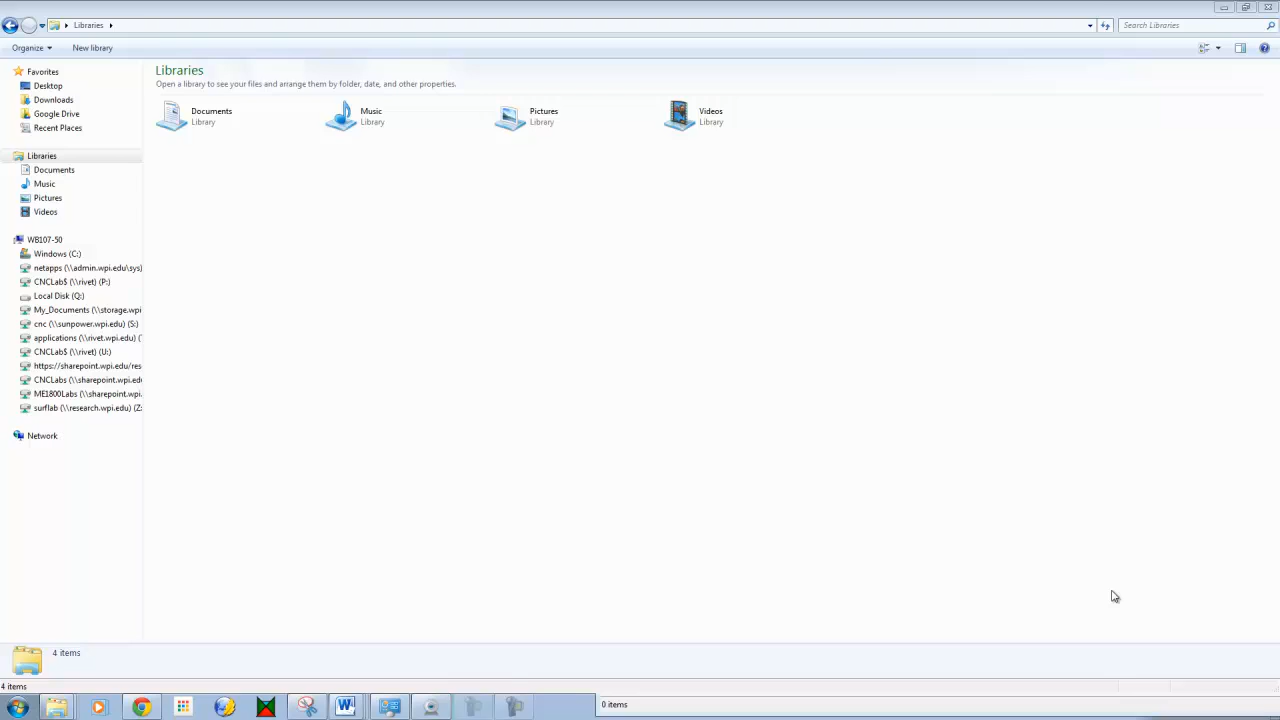 Libraries
Search Libraries
Organize
New library
Favorites
Desktop
Downloads
Google Drive
Recent Places
Libraries
Documents
Music
Pictures
Videos
WB107-50
Windows (C:)
netapps (\\admin.wpi.edu\sys)
CNCLab$ (\\rivet) (P:)
Local Disk (Q:)
My_Documents (\\storage.wpi
cnc (\\sunpower.wpi.edu) (S:)
applications (\\rivet.wpi.edu) (
CNCLab$ (\\rivet) (U:)
https://sharepoint.wpi.edu/res
CNCLabs (\\sharepoint.wpi.edu
ME1800Labs (\\sharepoint.wpi.
surflab (\\research.wpi.edu) (Z:
Network
Libraries
Open a library to see your files and arrange them by folder, date, and other properties.
Documents
Library
Music
Library
Pictures
Library
Videos
Library
4 items
4 items
0 items